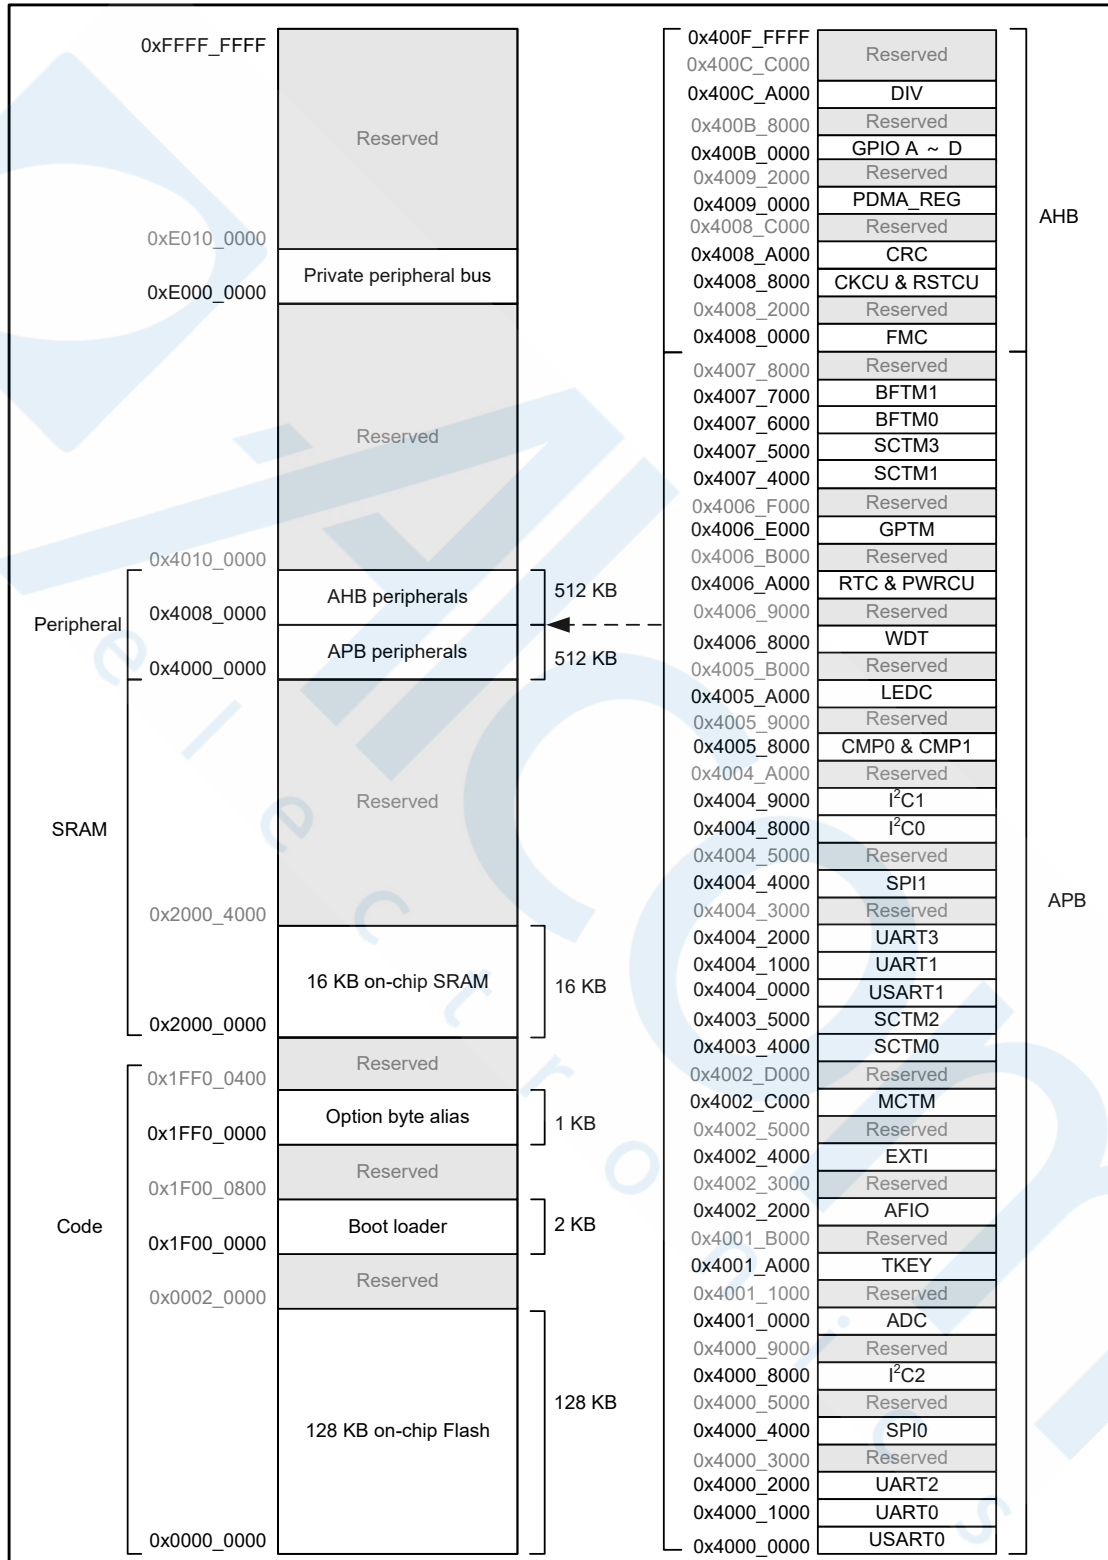 0xFFFF_FFFF
Reserved
0xE010_0000
Private peripheral bus
0xE000_0000
Reserved
0x4010_0000
AHB peripherals
512 KB
0x4008_0000
Peripheral
APB peripherals
512 KB
0x4000_0000
Reserved
SRAM
0x2000_4000
16 KB on-chip SRAM
16 KB
0x2000_0000
Reserved
0x1FF0_0400
Option byte alias
1 KB
0x1FF0_0000
Reserved
0x1F00_0800
Code
Boot loader
2 KB
0x1F00_0000
Reserved
0x0002_0000
128 KB on-chip Flash
128 KB
0x0000_0000
0x400F_FFFF
Reserved
0x400C_C000
0x400C_A000 DIV
0x400B_8000 Reserved
0x400B_0000 GPIO A ~ D
0x4009_2000 Reserved
0x4009_0000 PDMA_REG
AHB
0x4008_C000 Reserved
0x4008_A000 CRC
0x4008_8000 CKCU & RSTCU
0x4008_2000 Reserved
0x4008_0000 FMC
0x4007_8000 Reserved
0x4007_7000 BFTM1
0x4007_6000 BFTM0
0x4007_5000 SCTM3
0x4007_4000 SCTM1
0x4006_F000 Reserved
0x4006_E000 GPTM
0x4006_B000 Reserved
0x4006_A000 RTC & PWRCU
0x4006_9000 Reserved
0x4006_8000 WDT
0x4005_B000 Reserved
0x4005_A000 LEDC
0x4005_9000 Reserved
0x4005_8000 CMP0 & CMP1
0x4004_A000 Reserved
0x4004_9000 I²C1
0x4004_8000 I²C0
0x4004_5000 Reserved
0x4004_4000 SPI1
APB
0x4004_3000 Reserved
0x4004_2000 UART3
0x4004_1000 UART1
0x4004_0000 USART1
0x4003_5000 SCTM2
0x4003_4000 SCTM0
0x4002_D000 Reserved
0x4002_C000 MCTM
0x4002_5000 Reserved
0x4002_4000 EXTI
0x4002_3000 Reserved
0x4002_2000 AFIO
0x4001_B000 Reserved
0x4001_A000 TKEY
0x4001_1000 Reserved
0x4001_0000 ADC
0x4000_9000 Reserved
0x4000_8000 I²C2
0x4000_5000 Reserved
0x4000_4000 SPI0
0x4000_3000 Reserved
0x4000_2000 UART2
0x4000_1000 UART0
0x4000_0000 USART0
electronics